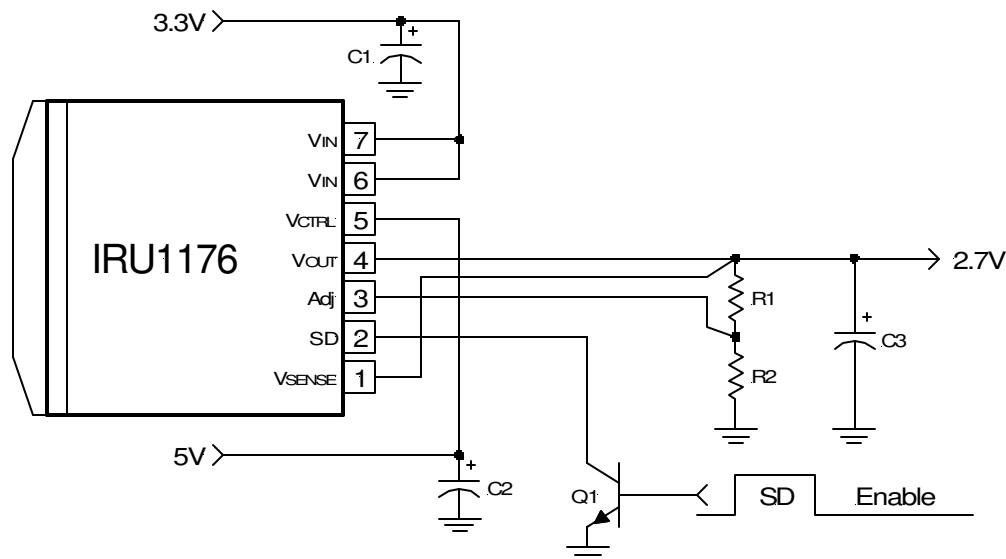 3.3V
C1
VIN 7
VIN 6
VCTRL 5
IRU1176
VOUT 4
2.7V
Adj 3
R1
SD 2
C3
VSENSE 1
R2
5V
C2
Q1
SD
Enable
+
+
+